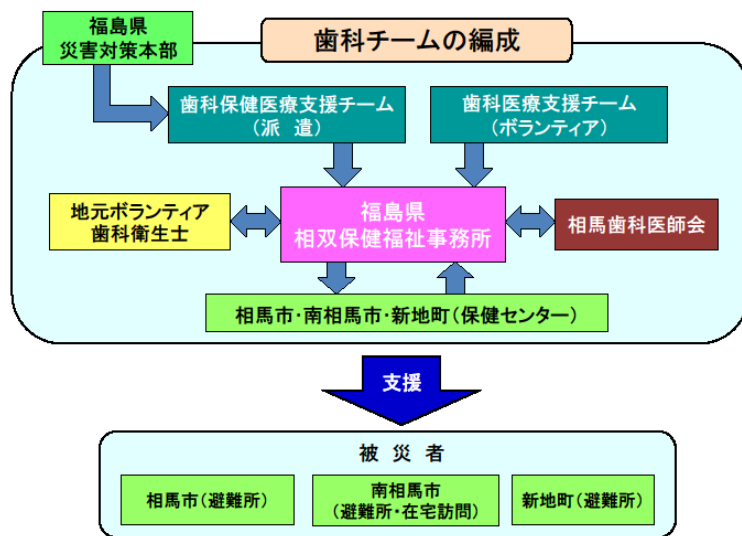 福島県
災害対策本部
歯科チームの編成
歯科保健医療支援チーム
(派 遣)
歯科医療支援チーム
(ボランティア)
地元ボランティア
歯科衛生士
福島県
相双保健福祉事務所
相馬歯科医師会
相馬市・南相馬市・新地町(保健センター)
支援
被 災 者
相馬市(避難所)
南相馬市
(避難所・在宅訪問)
新地町(避難所)